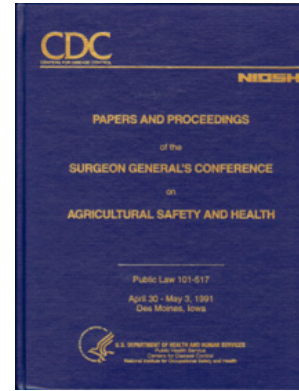 CDC
CENTERS FOR DISEASE CONTROL
NIOSH
PAPERS AND PROCEEDINGS
of the
SURGEON GENERAL'S CONFERENCE
on
AGRICULTURAL SAFETY AND HEALTH
Public Law 101-517
April 30 - May 3, 1991
Des Moines, Iowa
U.S. DEPARTMENT OF HEALTH AND HUMAN SERVICES
Public Health Service
Centers for Disease Control
National Institute for Occupational Safety and Health